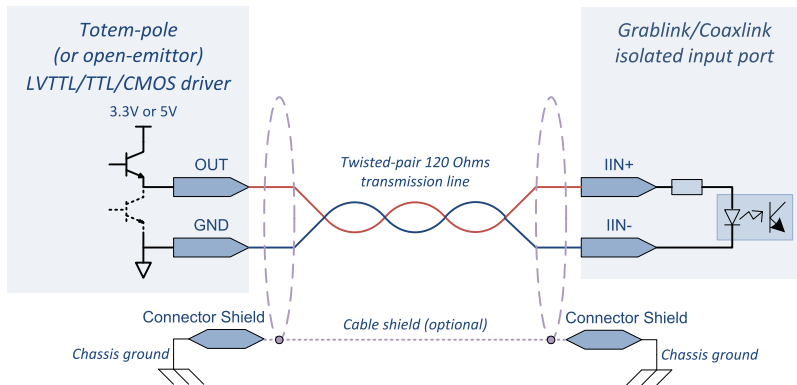 Totem-pole
(or open-emittor)
LVTTL/TTL/CMOS driver
3.3V or 5V
OUT
GND
Twisted-pair 120 Ohms
transmission line
Grablink/Coaxlink
isolated input port
IIN+
IIN-
Connector Shield
Chassis ground
Cable shield (optional)
Connector Shield
Chassis ground